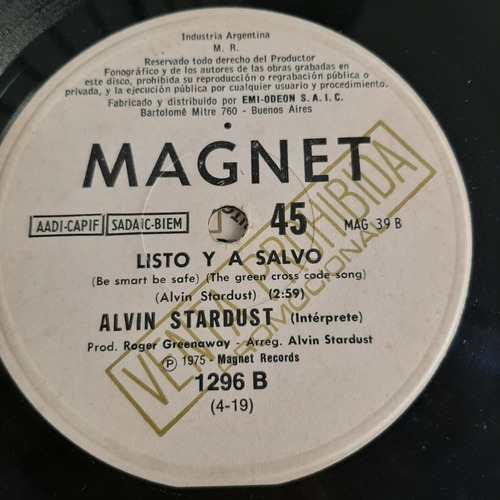 Industria Argentina
M. R.
Reservado todo derecho del Productor
Fonográfico y de los autores de las obras grabadas en
este disco, prohibida su reproducción o regrabación pública o
privada, y la ejecución pública por cualquier usuario y procedimiento.
Fabricado y distribuido por EMI-ODEON S. A. I. C.
Bartolomé Mitre 760 - Buenos Aires
MAGNET
AADI-CAPIF SADAIC-BIEM 45 MAG 39 B
LISTO Y A SALVO
(Be smart be safe) (The green cross code song)
(Alvin Stardust) (2:59)
ALVIN STARDUST (Intérprete)
Prod. Roger Greenaway - Arreg. Alvin Stardust
Ⓟ 1975 - Magnet Records
1296 B
(4-19)
VENTA PROHIBIDA
PROMOCIONAL